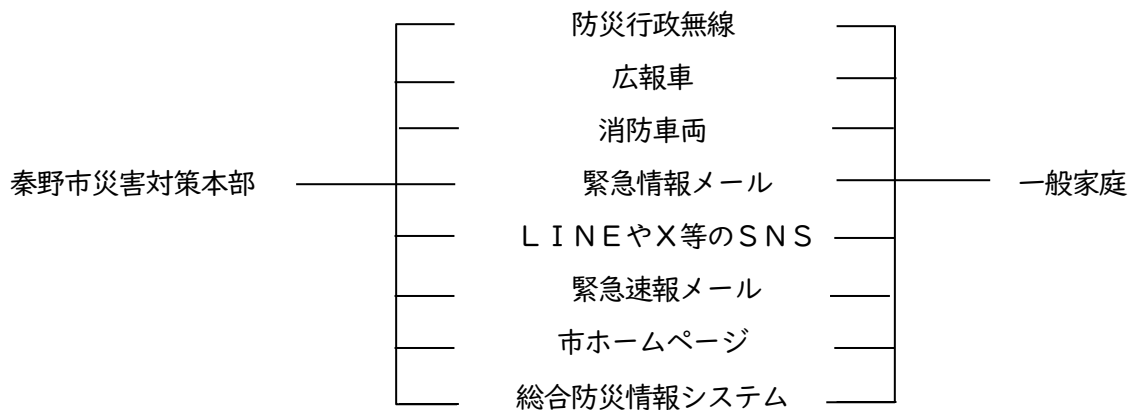 防災行政無線
広報車
消防車両
秦野市災害対策本部
緊急情報メール
一般家庭
ＬＩＮＥやＸ等のＳＮＳ
緊急速報メール
市ホームページ
総合防災情報システム